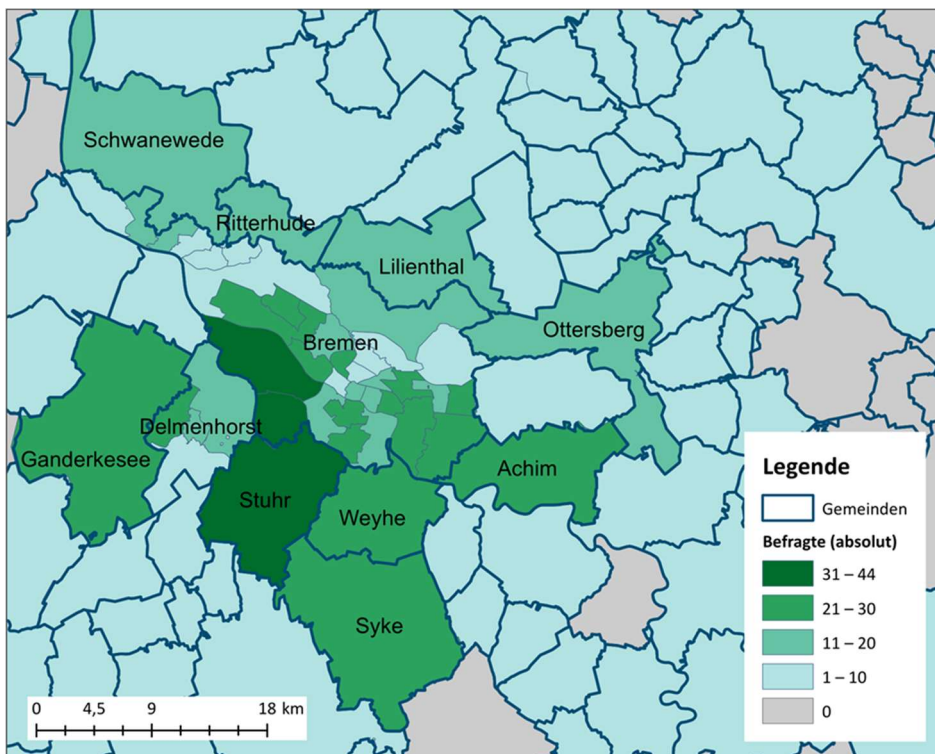 Schwanewede
Ritterhude
Lilienthal
Ottersberg
Bremen
Delmenhorst
Ganderkesee
Achim
Stuhr
Weyhe
Syke
Legende
Gemeinden
Befragte (absolut)
31 – 44
21 – 30
11 – 20
1 – 10
0
0 4,5 9 18 km